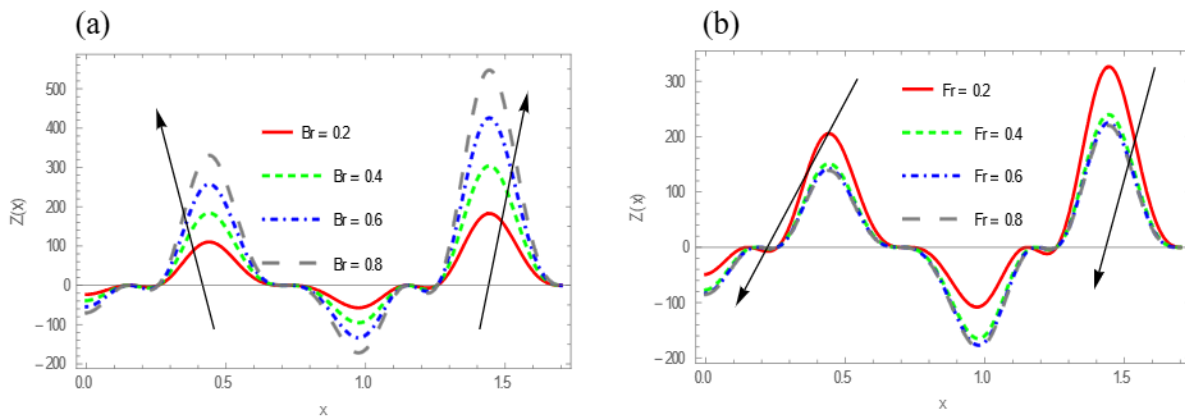 (a)
Z(x)
500
400
300
200
100
0
−100
−200
Br = 0.2
Br = 0.4
Br = 0.6
Br = 0.8
0.0 0.5 1.0 1.5
x
(b)
Z(x)
300
200
100
0
−100
−200
Fr = 0.2
Fr = 0.4
Fr = 0.6
Fr = 0.8
0.0 0.5 1.0 1.5
x